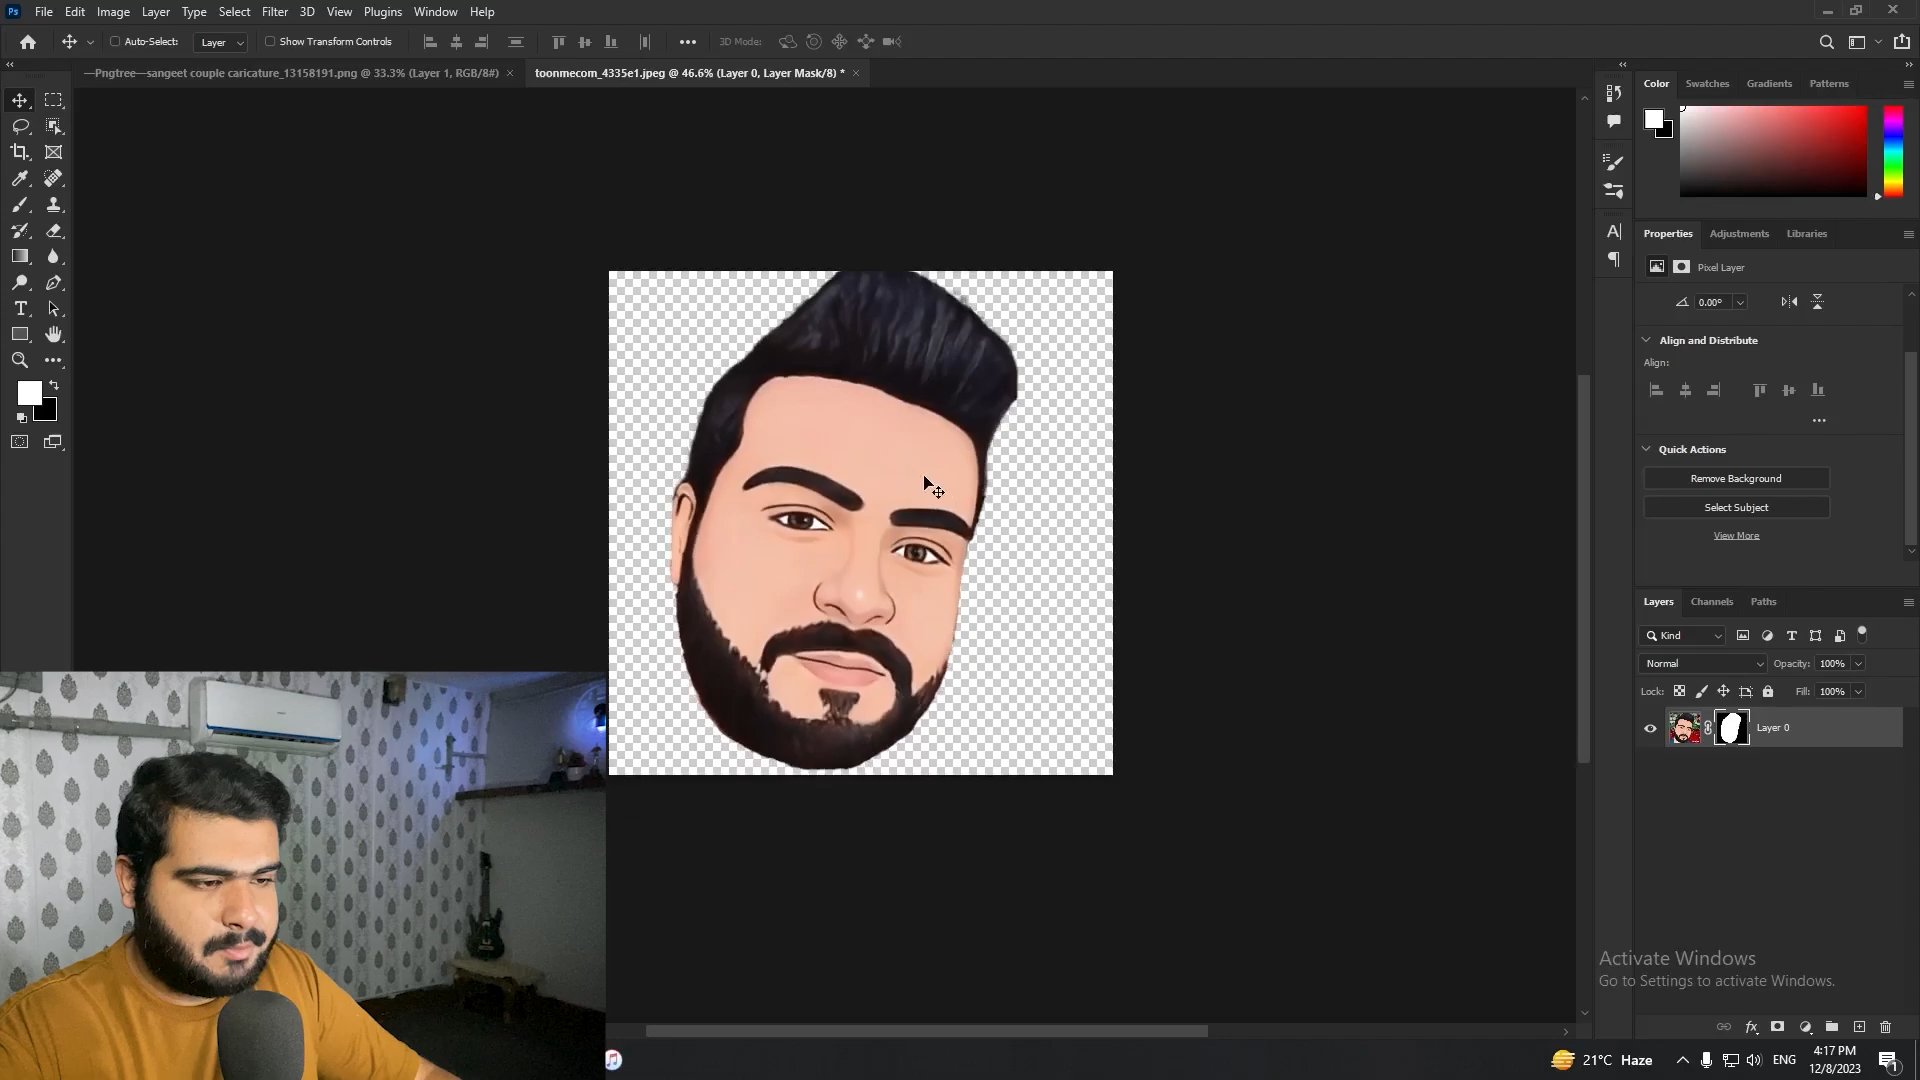 Ps File Edit Image Layer Type Select Filter 3D View Plugins Window Help
Auto-Select: Layer Show Transform Controls 3D Mode:
—Pngtree—sangeet couple caricature_13158191.png @ 33.3% (Layer 1, RGB/8#) ×
toonmecom_4335e1.jpeg @ 46.6% (Layer 0, Layer Mask/8) * ×
Color Swatches Gradients Patterns
Properties Adjustments Libraries
Pixel Layer
0.00°
Align and Distribute
Align:
Quick Actions
Remove Background
Select Subject
View More
Layers Channels Paths
Kind
Normal Opacity: 100%
Lock: Fill: 100%
Layer 0
Activate Windows
Go to Settings to activate Windows.
21°C Haze ENG
4:17 PM
12/8/2023
1